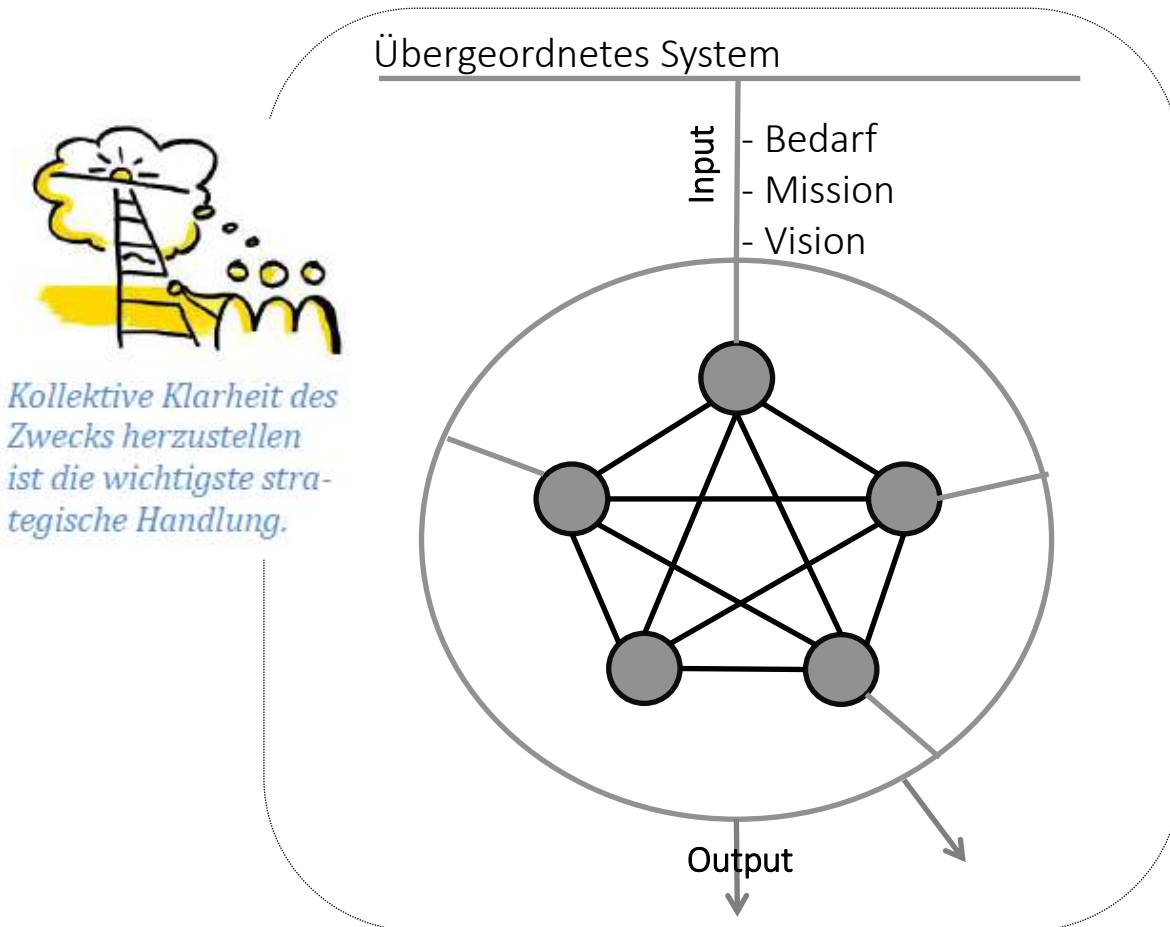 Übergeordnetes System
Input
- Bedarf
- Mission
- Vision
Kollektive Klarheit des
Zwecks herzustellen
ist die wichtigste stra-
tegische Handlung.
Output